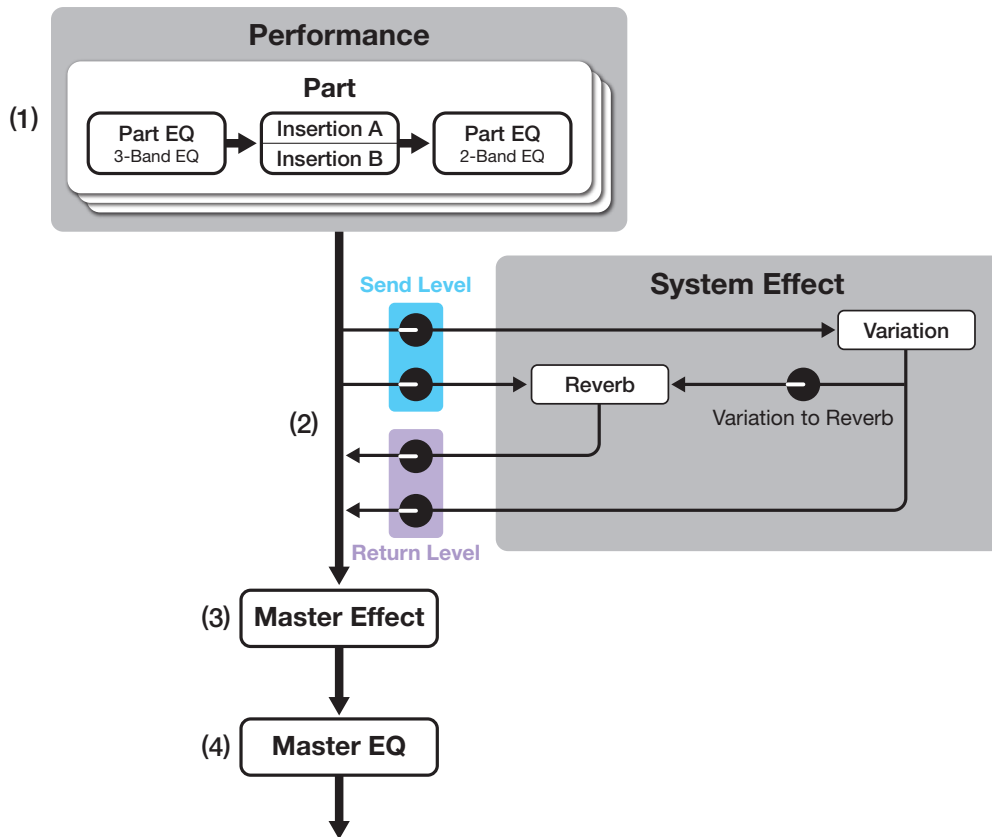 Performance
Part
(1)
Part EQ
3-Band EQ
Insertion A
Insertion B
Part EQ
2-Band EQ
Send Level
System Effect
Variation
Reverb
Variation to Reverb
(2)
Return Level
(3)
Master Effect
(4)
Master EQ